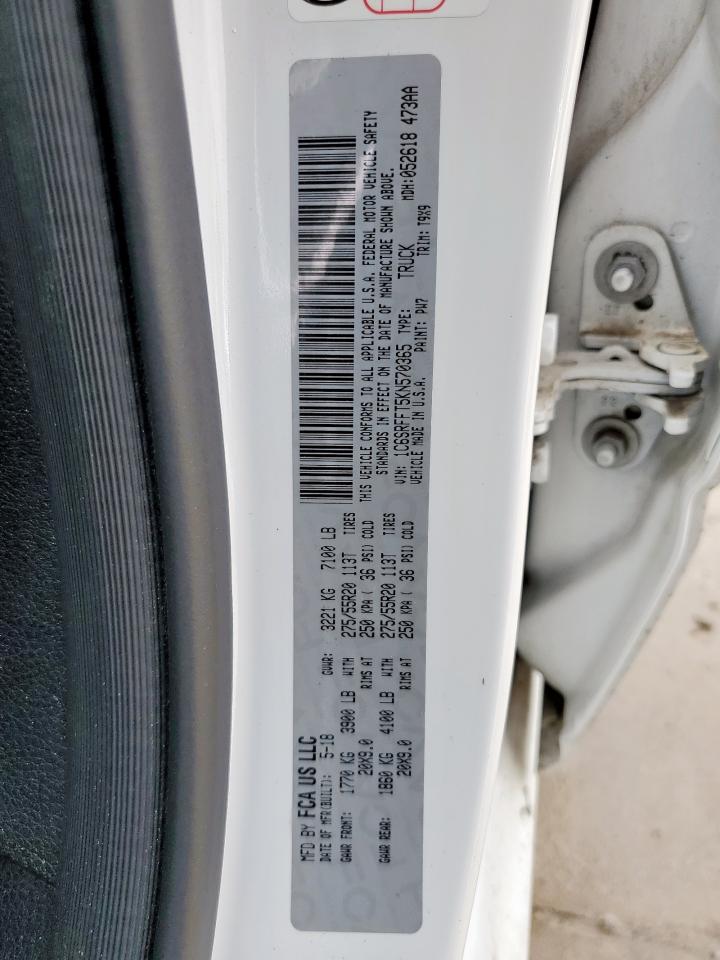 MFD BY FCA US LLC
DATE OF MFR(BUILT): 5-18 GVWR: 3221 KG 7100 LB
GAWR FRONT: 1770 KG 3900 LB WITH 275/55R20 113T TIRES
20X9.0 RIMS AT 250 KPA ( 36 PSI) COLD
GAWR REAR: 1860 KG 4100 LB WITH 275/55R20 113T TIRES
20X9.0 RIMS AT 250 KPA ( 36 PSI) COLD
THIS VEHICLE CONFORMS TO ALL APPLICABLE U.S.A. FEDERAL MOTOR VEHICLE SAFETY
STANDARDS IN EFFECT ON THE DATE OF MANUFACTURE SHOWN ABOVE.
VIN: 1C6SRFFT5KN570365 TYPE: TRUCK MDH:052618 473AA
VEHICLE MADE IN U.S.A. PAINT: PW7 TRIM: T9X9